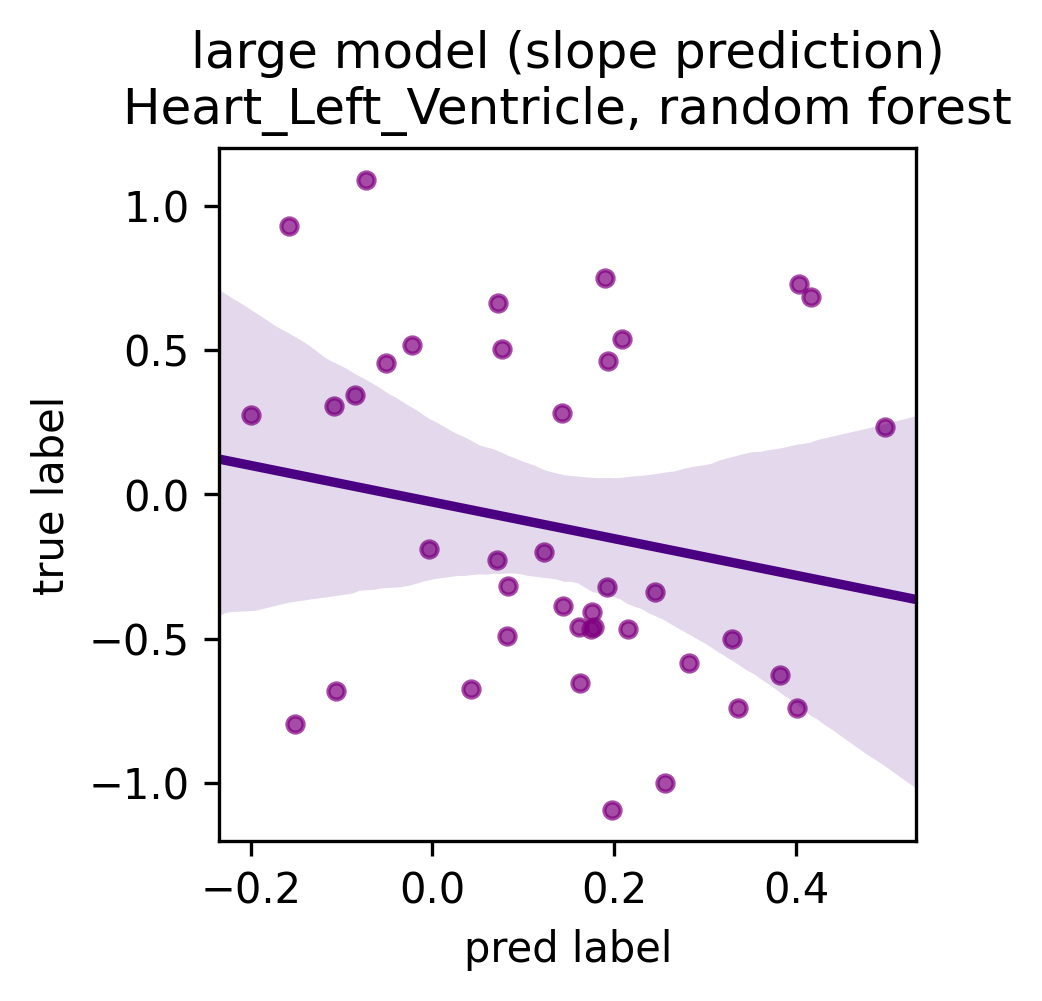 large model (slope prediction)
Heart_Left_Ventricle, random forest
1.0
0.5
0.0
−0.5
−1.0
true label
−0.2
0.0
0.2
0.4
pred label